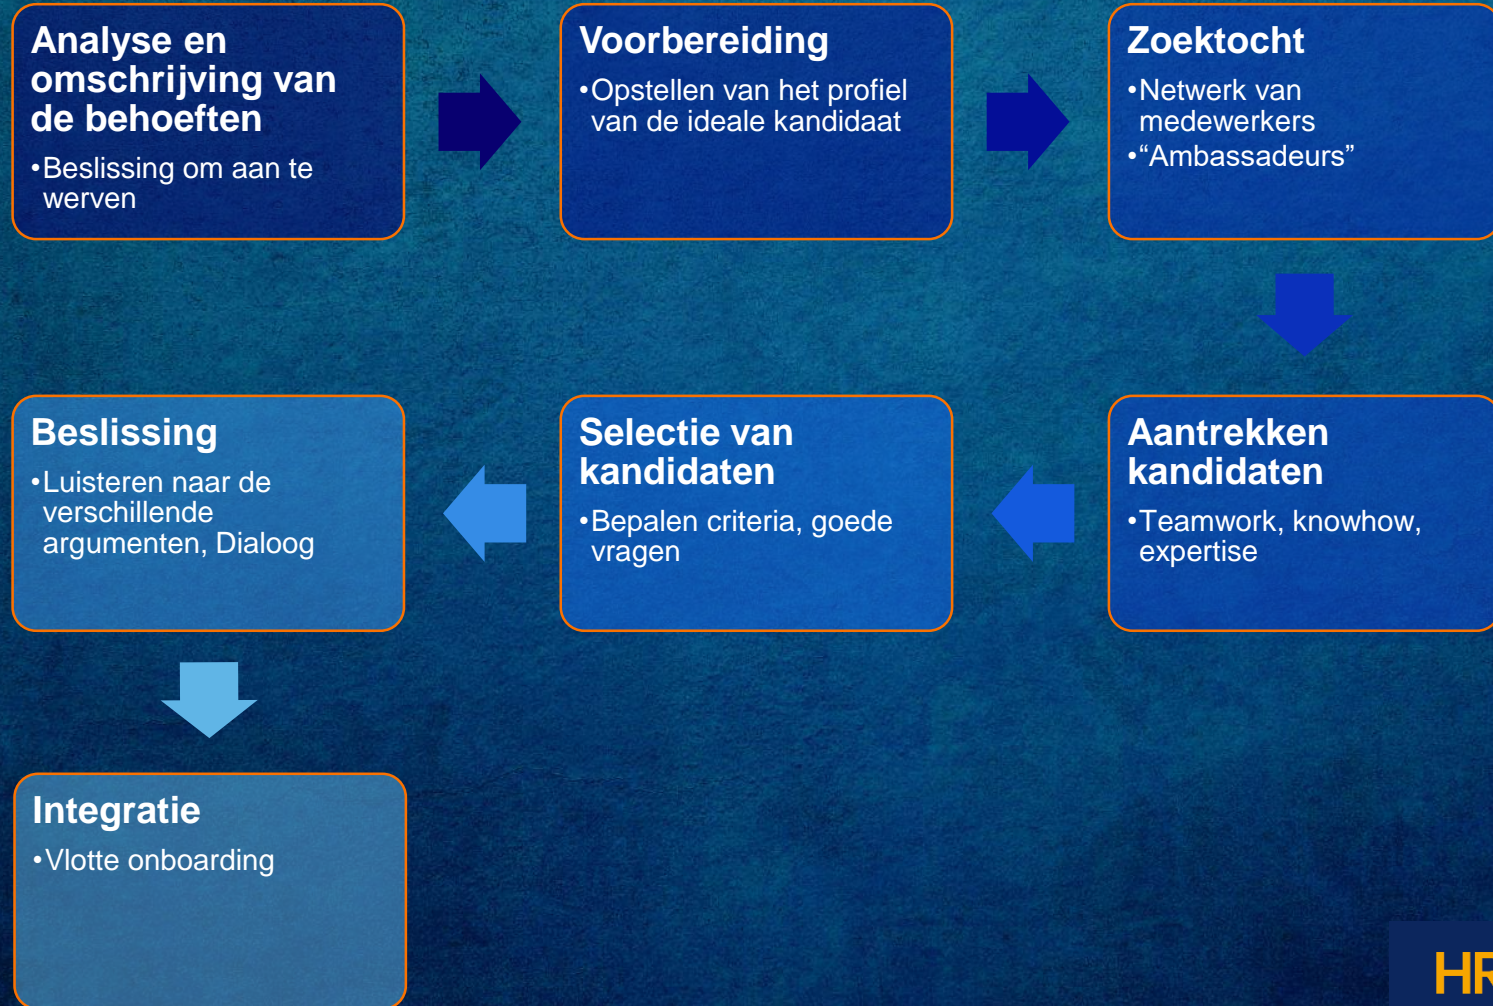 Analyse en
omschrijving van
de behoeften
•Beslissing om aan te
werven
Voorbereiding
•Opstellen van het profiel
van de ideale kandidaat
Zoektocht
•Netwerk van
medewerkers
•“Ambassadeurs”
Aantrekken
kandidaten
•Teamwork, knowhow,
expertise
Selectie van
kandidaten
•Bepalen criteria, goede
vragen
Beslissing
•Luisteren naar de
verschillende
argumenten, Dialoog
Integratie
•Vlotte onboarding
HR